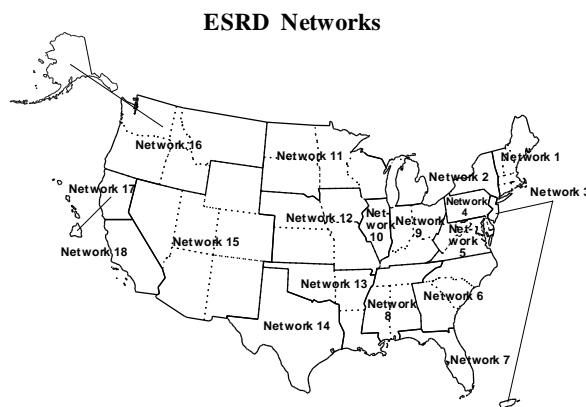 ESRD Networks
Network 1
Network 2
Network 3
Network 4
Net-
work
5
Network 6
Network 7
Network
8
Network
9
Net-
work
10
Network 11
Network 12
Network 13
Network 14
Network 15
Network 16
Network 17
Network 18